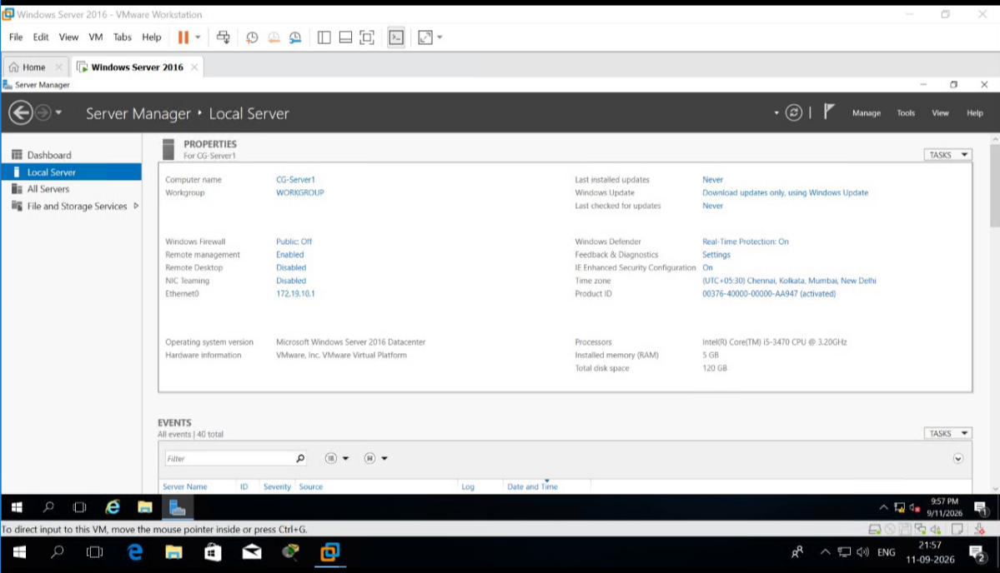 Windows Server 2016 - VMware Workstation
File Edit View VM Tabs Help
Home Windows Server 2016
Server Manager
Server Manager • Local Server
Manage Tools View Help
Dashboard
Local Server
All Servers
File and Storage Services
PROPERTIES
For CG-Server1
TASKS
Computer name CG-Server1
Workgroup WORKGROUP
Last installed updates Never
Windows Update Download updates only, using Windows Update
Last checked for updates Never
Windows Firewall Public: Off
Remote management Enabled
Remote Desktop Disabled
NIC Teaming Disabled
Ethernet0 172.19.10.1
Windows Defender Real-Time Protection: On
Feedback & Diagnostics Settings
IE Enhanced Security Configuration On
Time zone (UTC+05:30) Chennai, Kolkata, Mumbai, New Delhi
Product ID 00376-40000-00000-AA947 (activated)
Operating system version Microsoft Windows Server 2016 Datacenter
Hardware information VMware, Inc. VMware Virtual Platform
Processors Intel(R) Core(TM) i5-3470 CPU @ 3.20GHz
Installed memory (RAM) 5 GB
Total disk space 120 GB
EVENTS
All events | 40 total
TASKS
Filter
Server Name ID Severity Source Log Date and Time
9:57 PM
9/11/2026
1
To direct input to this VM, move the mouse pointer inside or press Ctrl+G.
ENG
21:57
11-09-2026
2